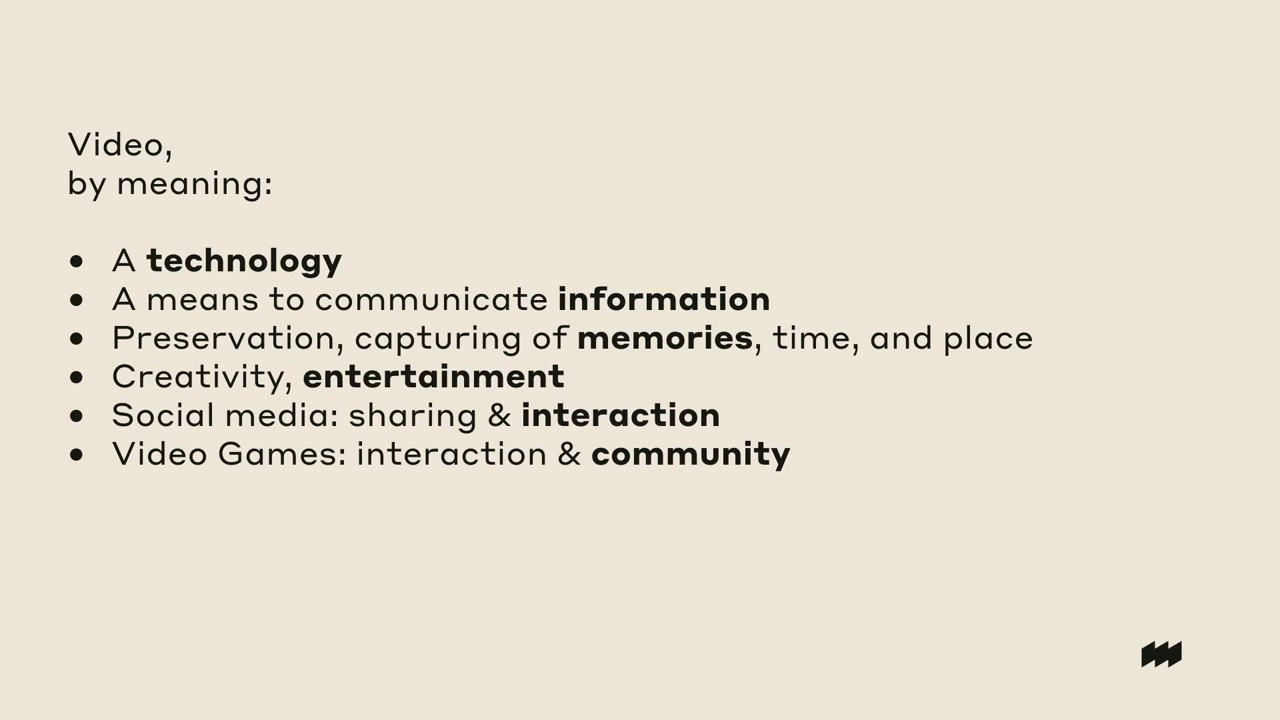 Video,
by meaning:
• A technology
• A means to communicate information
• Preservation, capturing of memories, time, and place
• Creativity, entertainment
• Social media: sharing & interaction
• Video Games: interaction & community